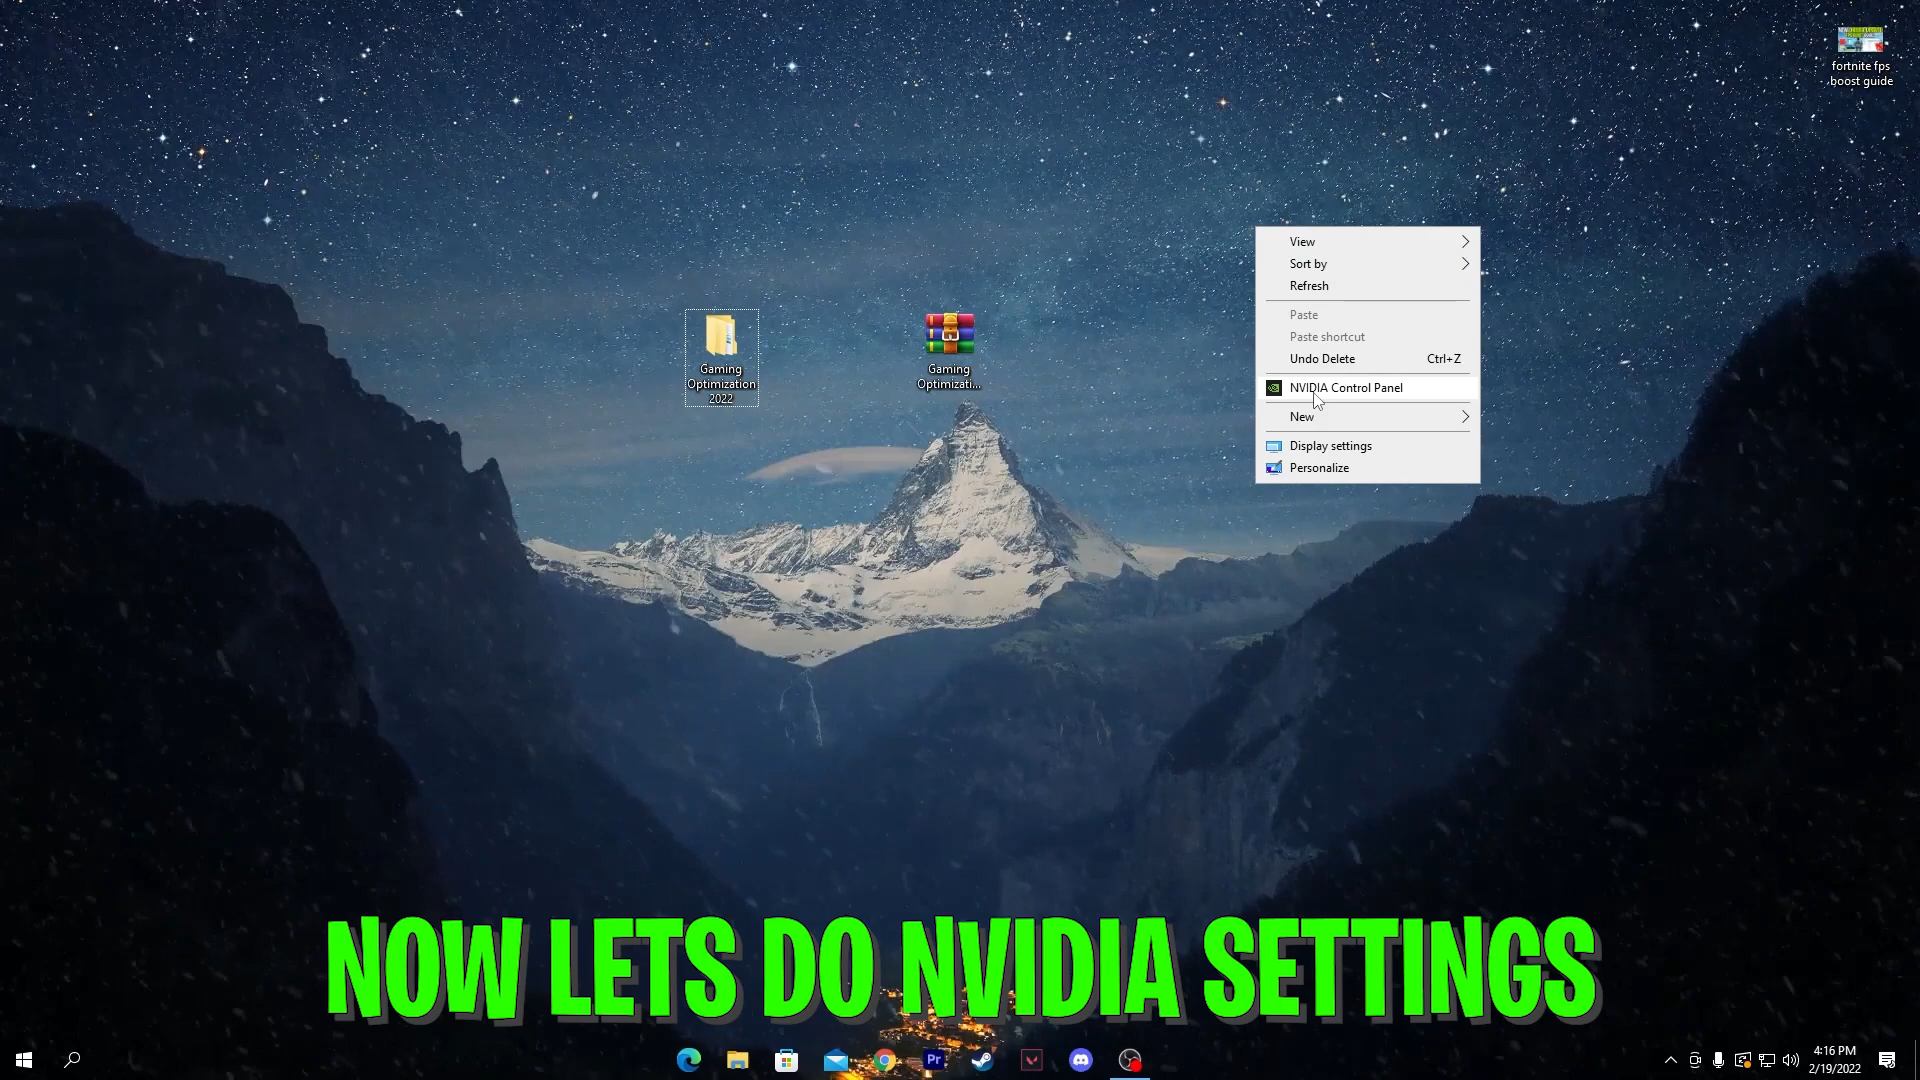 fortnite fps
boost guide
View
Sort by
Refresh
Paste
Paste shortcut
Undo Delete Ctrl+Z
NVIDIA Control Panel
New
Display settings
Personalize
Gaming
Optimization
2022
Gaming
Optimizati...
NOW LETS DO NVIDIA SETTINGS
Pr
4:16 PM
2/19/2022